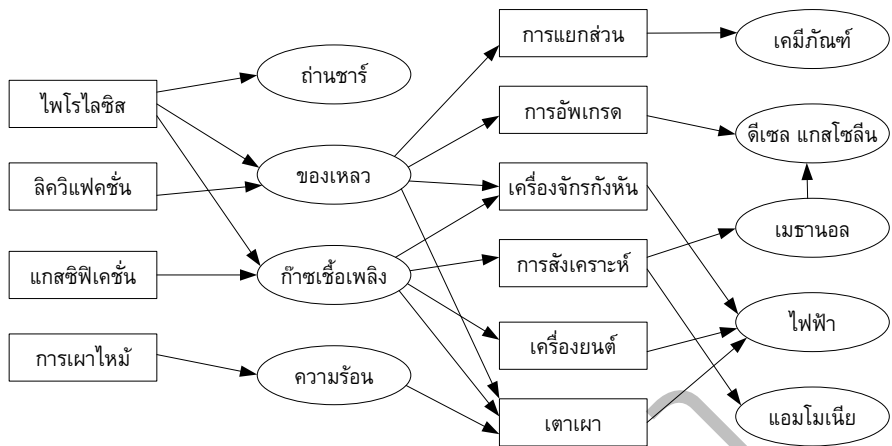 ไพโรไลซิส
ลิควิแฟคชั่น
แกสซิฟิเคชั่น
การเผาไหม้
ถ่านชาร์
ของเหลว
ก๊าซเชื้อเพลิง
ความร้อน
การแยกส่วน
การอัพเกรด
เครื่องจักรกังหัน
การสังเคราะห์
เครื่องยนต์
เตาเผา
เคมีภัณฑ์
ดีเซล แกสโซลีน
เมธานอล
ไฟฟ้า
แอมโมเนีย